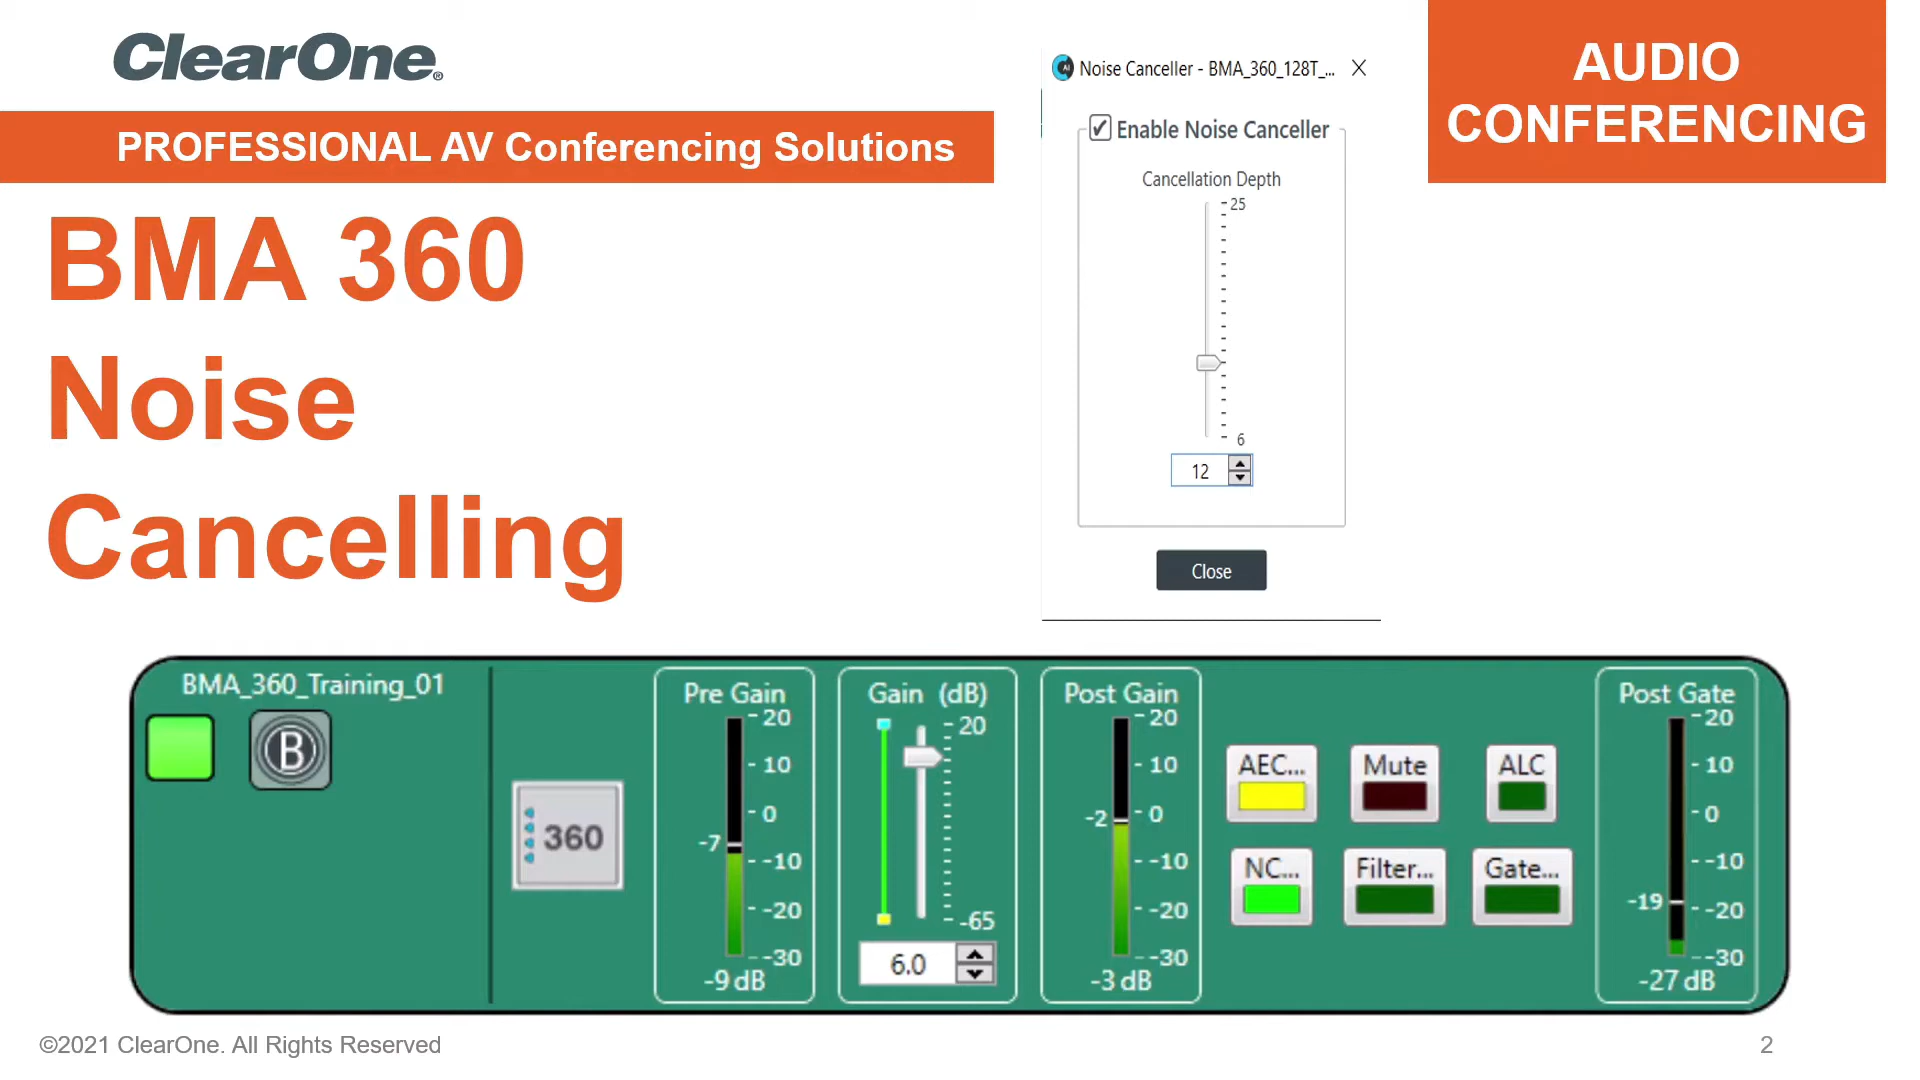 ClearOne®
PROFESSIONAL AV Conferencing Solutions
AUDIO
CONFERENCING
BMA 360
Noise
Cancelling
AI
Noise Canceller - BMA_360_128T_...
Enable Noise Canceller
Cancellation Depth
25
6
12
Close
BMA_360_Training_01
B
360
Pre Gain
20
10
0
-7
-10
-20
-30
-9 dB
Gain (dB)
20
-65
6.0
Post Gain
20
10
-2
0
-10
-20
-30
-3 dB
AEC...
Mute
ALC
NC...
Filter...
Gate...
Post Gate
20
10
0
-10
-19
-20
-30
-27 dB
©2021 ClearOne. All Rights Reserved
2